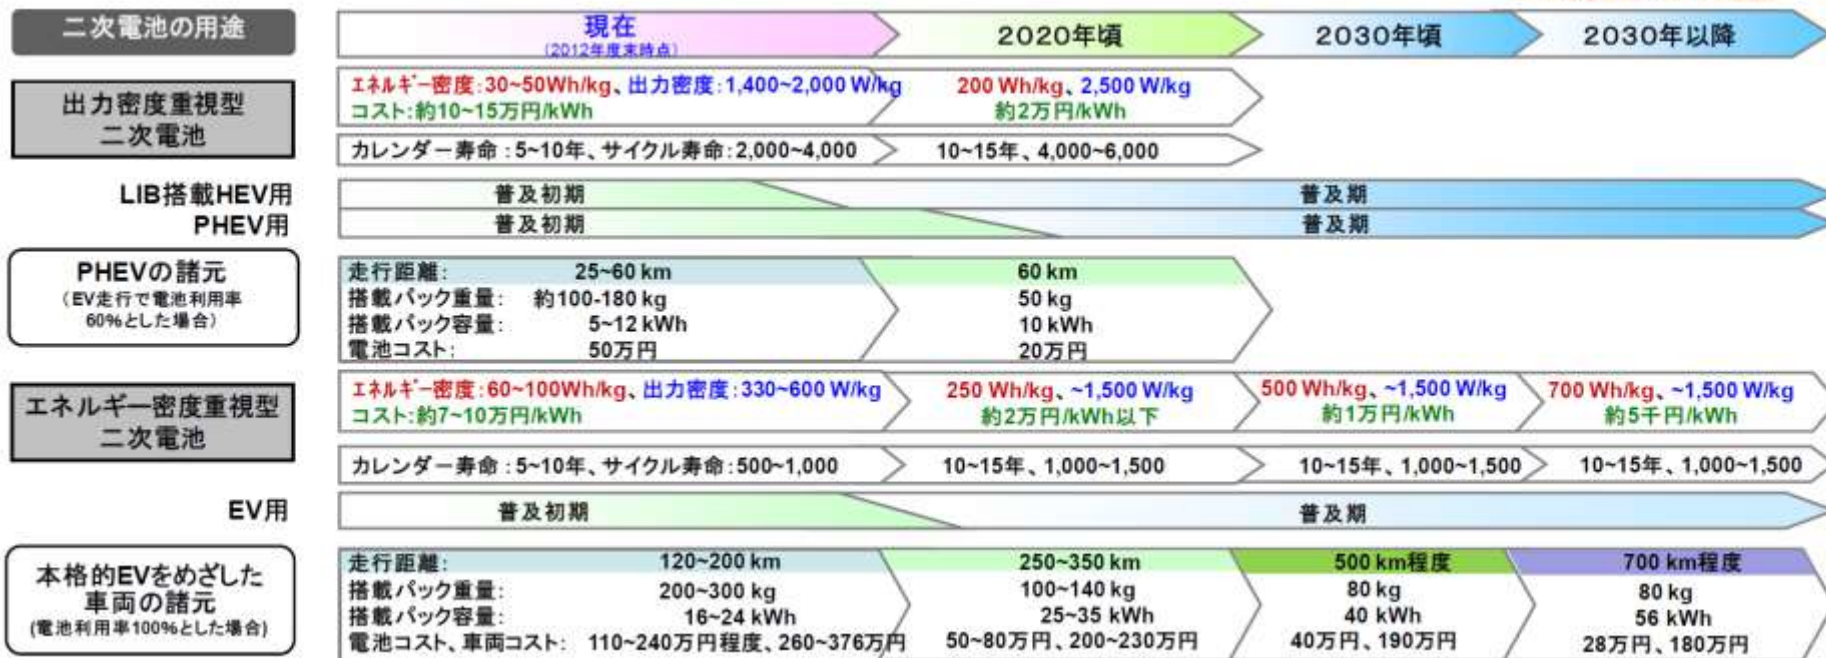 二次電池の用途
現在 2020年頃 2030年頃 2030年以降
(2012年度末時点)
出力密度重視型
二次電池
エネルギー密度:30~50Wh/kg、出力密度:1,400~2,000 W/kg 200 Wh/kg、2,500 W/kg
コスト:約10~15万円/kWh 約2万円/kWh
カレンダー寿命:5~10年、サイクル寿命:2,000~4,000 10~15年、4,000~6,000
LIB搭載HEV用 普及初期 普及期
PHEV用 普及初期 普及期
PHEVの諸元
(EV走行で電池利用率
60%とした場合)
走行距離: 25~60 km 60 km
搭載パック重量: 約100-180 kg 50 kg
搭載パック容量: 5~12 kWh 10 kWh
電池コスト: 50万円 20万円
エネルギー密度重視型
二次電池
エネルギー密度:60~100Wh/kg、出力密度:330~600 W/kg 250 Wh/kg、~1,500 W/kg 500 Wh/kg、~1,500 W/kg 700 Wh/kg、~1,500 W/kg
コスト:約7~10万円/kWh 約2万円/kWh以下 約1万円/kWh 約5千円/kWh
カレンダー寿命:5~10年、サイクル寿命:500~1,000 10~15年、1,000~1,500 10~15年、1,000~1,500 10~15年、1,000~1,500
EV用 普及初期 普及期
本格的EVをめざした
車両の諸元
(電池利用率100%とした場合)
走行距離: 120~200 km 250~350 km 500 km程度 700 km程度
搭載パック重量: 200~300 kg 100~140 kg 80 kg 80 kg
搭載パック容量: 16~24 kWh 25~35 kWh 40 kWh 56 kWh
電池コスト、車両コスト: 110~240万円程度、260~376万円 50~80万円、200~230万円 40万円、190万円 28万円、180万円